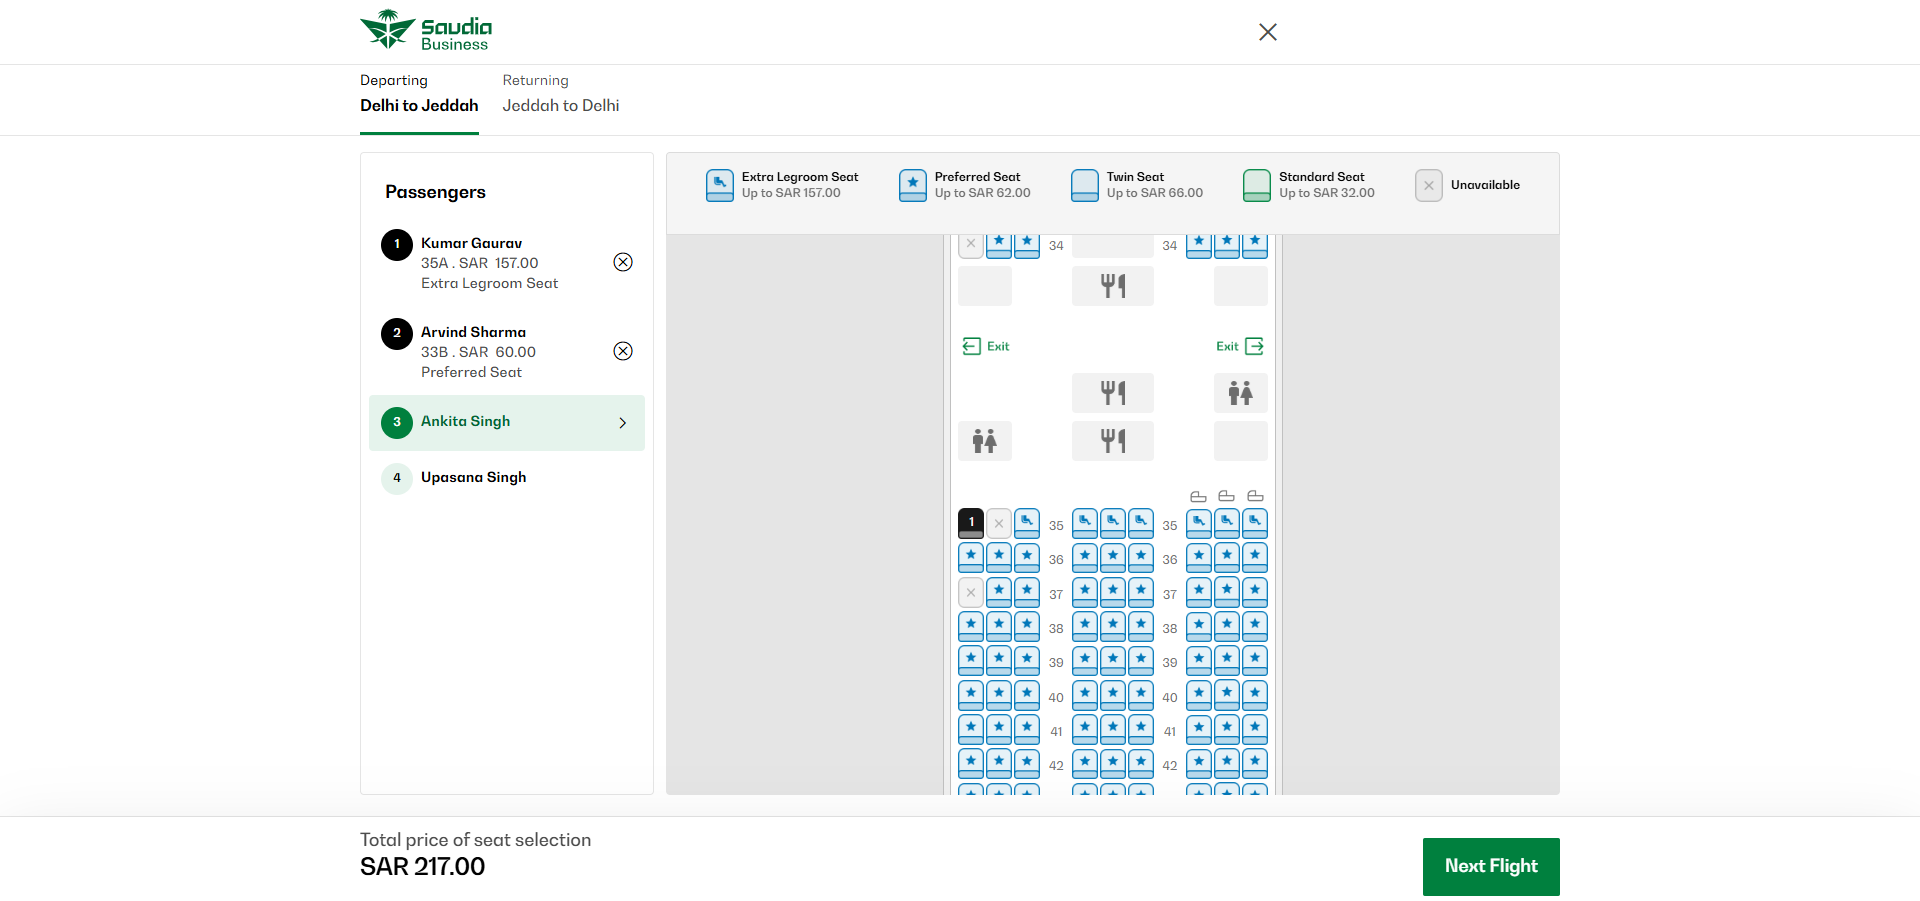 Saudia
Business
Departing
Delhi to Jeddah
Returning
Jeddah to Delhi
Passengers
1
Kumar Gaurav
35A . SAR 157.00
Extra Legroom Seat
2
Arvind Sharma
33B . SAR 60.00
Preferred Seat
3
Ankita Singh
4
Upasana Singh
Extra Legroom Seat
Up to SAR 157.00
Preferred Seat
Up to SAR 62.00
Twin Seat
Up to SAR 66.00
Standard Seat
Up to SAR 32.00
Unavailable
34 34
Exit Exit
1 35 35
36 36
37 37
38 38
39 39
40 40
41 41
42 42
Total price of seat selection
SAR 217.00
Next Flight